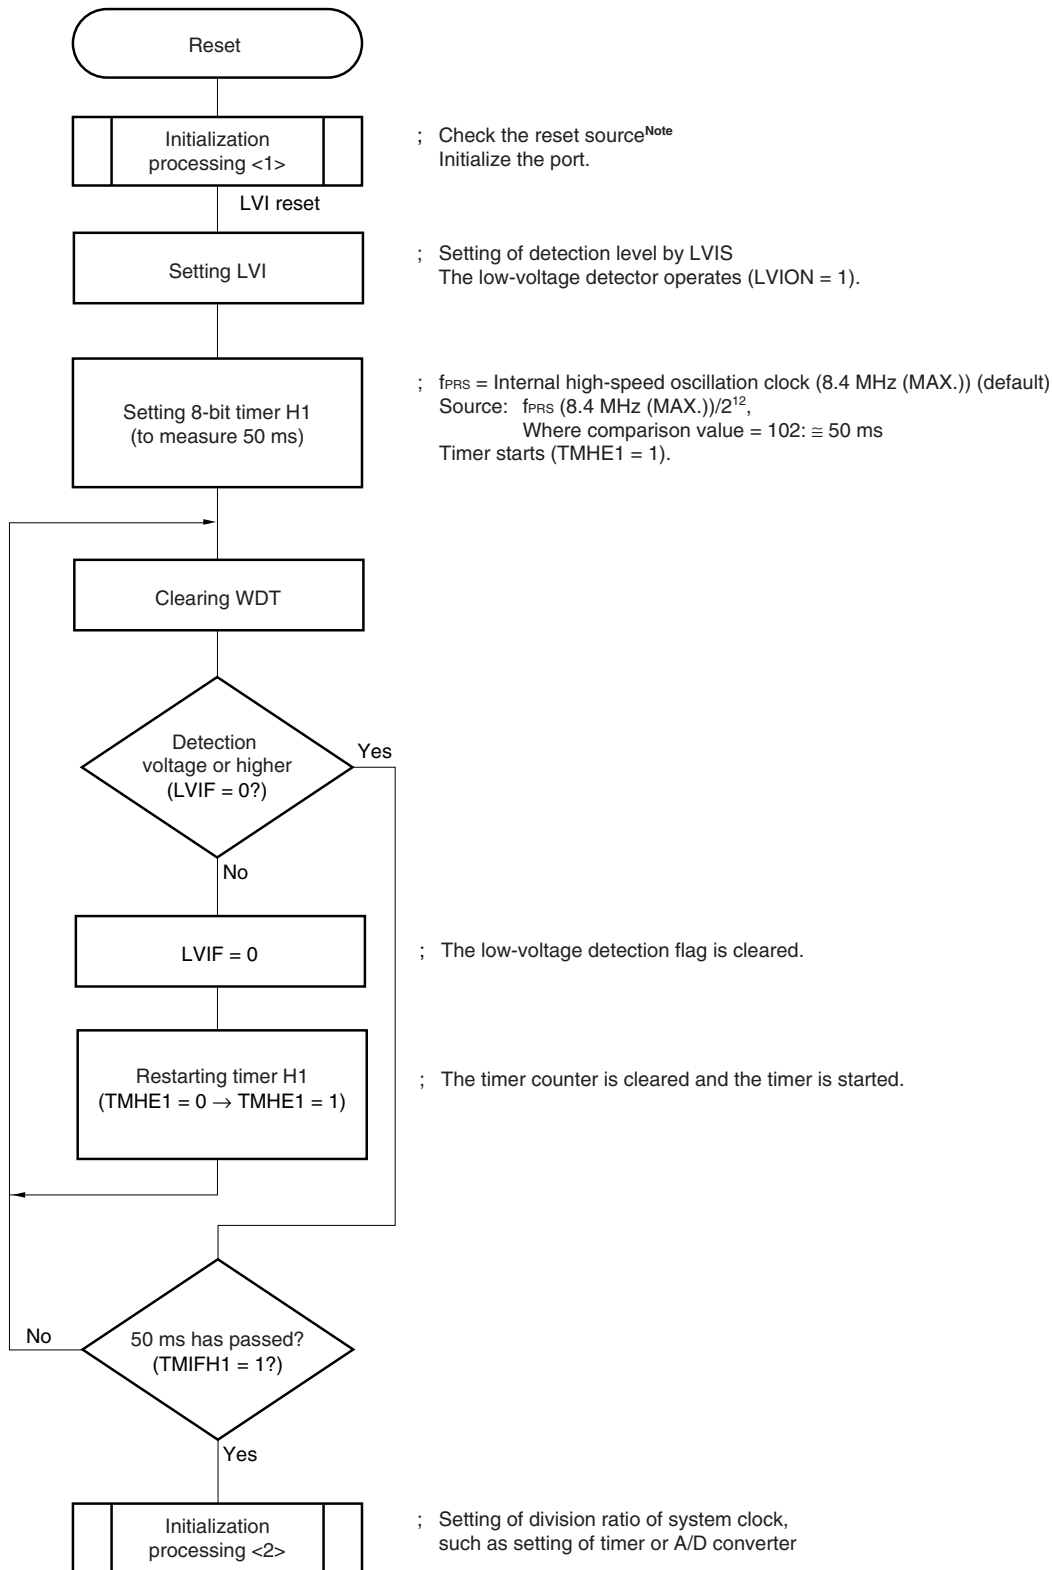 Reset
Initialization
processing <1>
; Check the reset sourceNote
Initialize the port.
LVI reset
Setting LVI
; Setting of detection level by LVIS
The low-voltage detector operates (LVION = 1).
Setting 8-bit timer H1
(to measure 50 ms)
; fPRS = Internal high-speed oscillation clock (8.4 MHz (MAX.)) (default)
Source: fPRS (8.4 MHz (MAX.))/2¹²,
Where comparison value = 102: ≅ 50 ms
Timer starts (TMHE1 = 1).
Clearing WDT
Detection
voltage or higher
(LVIF = 0?)
Yes
No
LVIF = 0
; The low-voltage detection flag is cleared.
Restarting timer H1
(TMHE1 = 0 → TMHE1 = 1)
; The timer counter is cleared and the timer is started.
No
50 ms has passed?
(TMIFH1 = 1?)
Yes
Initialization
processing <2>
; Setting of division ratio of system clock,
such as setting of timer or A/D converter